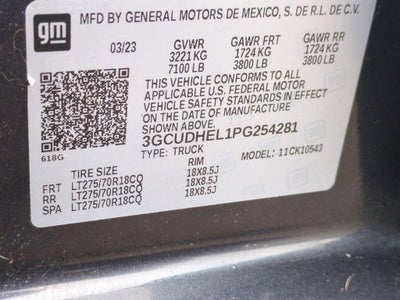 gm
MFD BY GENERAL MOTORS DE MEXICO, S. DE R.L. DE C.V.
03/23 GVWR GAWR FRT GAWR RR
3221 KG 1724 KG 1724 KG
7100 LB 3800 LB 3800 LB
THIS VEHICLE CONFORMS TO ALL
APPLICABLE U.S. FEDERAL MOTOR
VEHICLE SAFETY STANDARDS IN EFFECT
ON THE DATE OF MANUFACTURE SHOWN ABOVE.
3GCUDHEL1PG254281
618G TYPE: TRUCK MODEL: 11CK10543
TIRE SIZE RIM
FRT LT275/70R18CQ 18X8.5J
RR LT275/70R18CQ 18X8.5J
SPA LT275/70R18CQ 18X8.5J